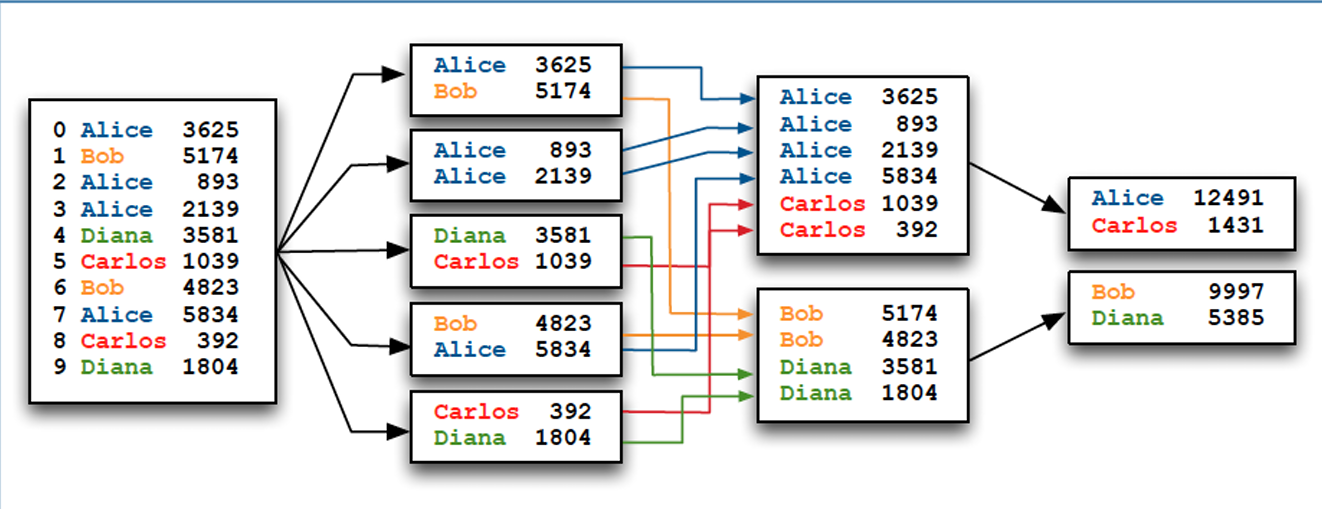 0 Alice 3625
1 Bob 5174
2 Alice 893
3 Alice 2139
4 Diana 3581
5 Carlos 1039
6 Bob 4823
7 Alice 5834
8 Carlos 392
9 Diana 1804
Alice 3625
Bob 5174
Alice 893
Alice 2139
Diana 3581
Carlos 1039
Bob 4823
Alice 5834
Carlos 392
Diana 1804
Alice 3625
Alice 893
Alice 2139
Alice 5834
Carlos 1039
Carlos 392
Bob 5174
Bob 4823
Diana 3581
Diana 1804
Alice 12491
Carlos 1431
Bob 9997
Diana 5385